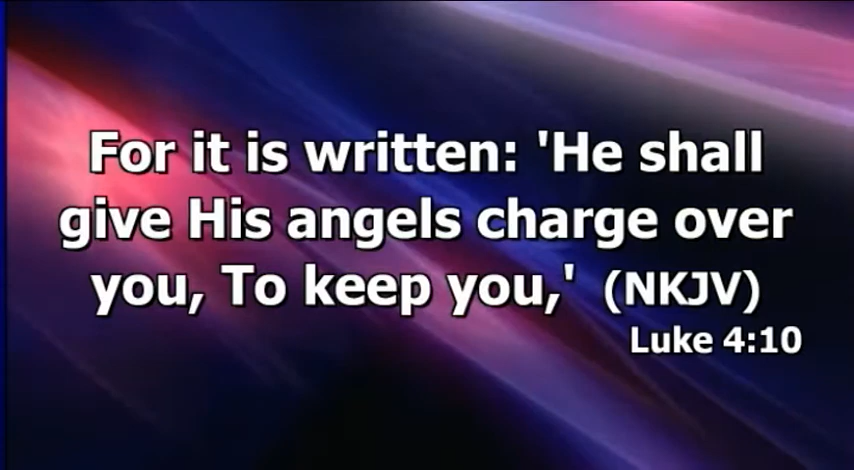 For it is written: 'He shall
give His angels charge over
you, To keep you,' (NKJV)
Luke 4:10